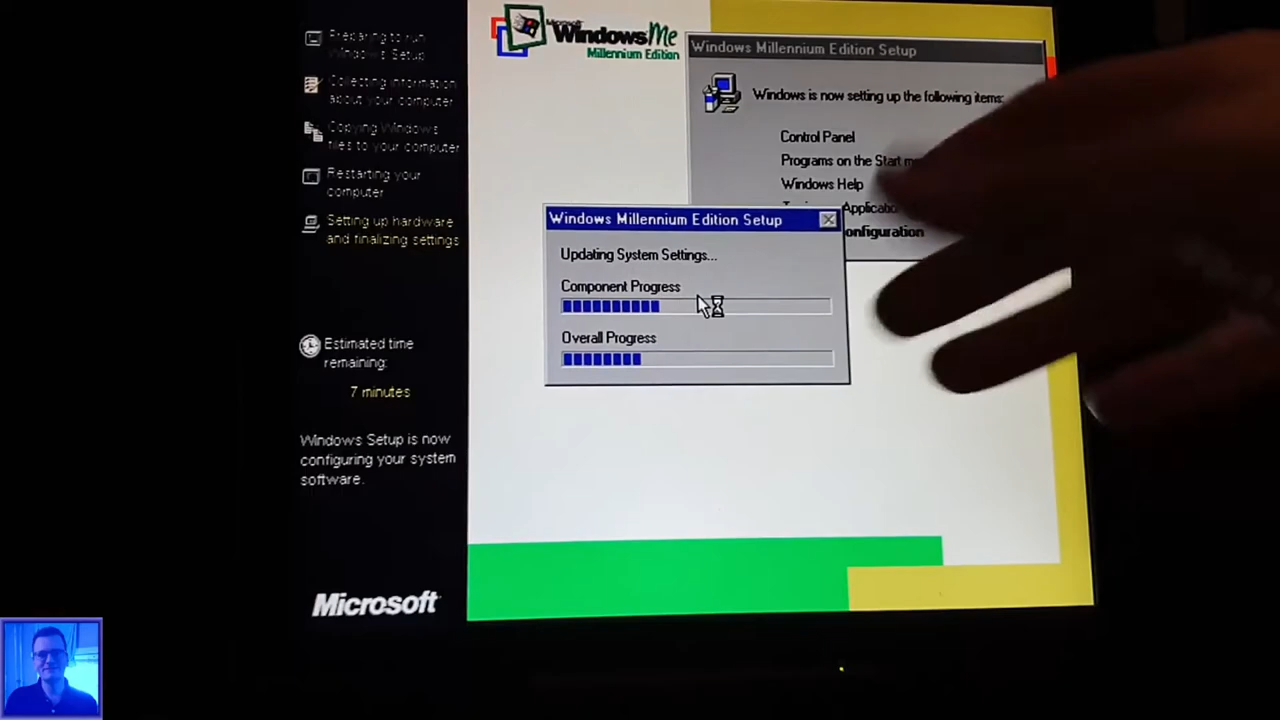 Preparing to run
Windows Setup
Collecting information
about your computer
Copying Windows
files to your computer
Restarting your
computer
Setting up hardware
and finalizing settings
Estimated time
remaining:
7 minutes
Windows Setup is now
configuring your system
software.
Microsoft
Microsoft
Windows Me
Millennium Edition
Windows Millennium Edition Setup
Windows is now setting up the following items:
Control Panel
Programs on the Start
Windows Help
Windows Millennium Edition Setup
Updating System Settings...
Component Progress
Overall Progress